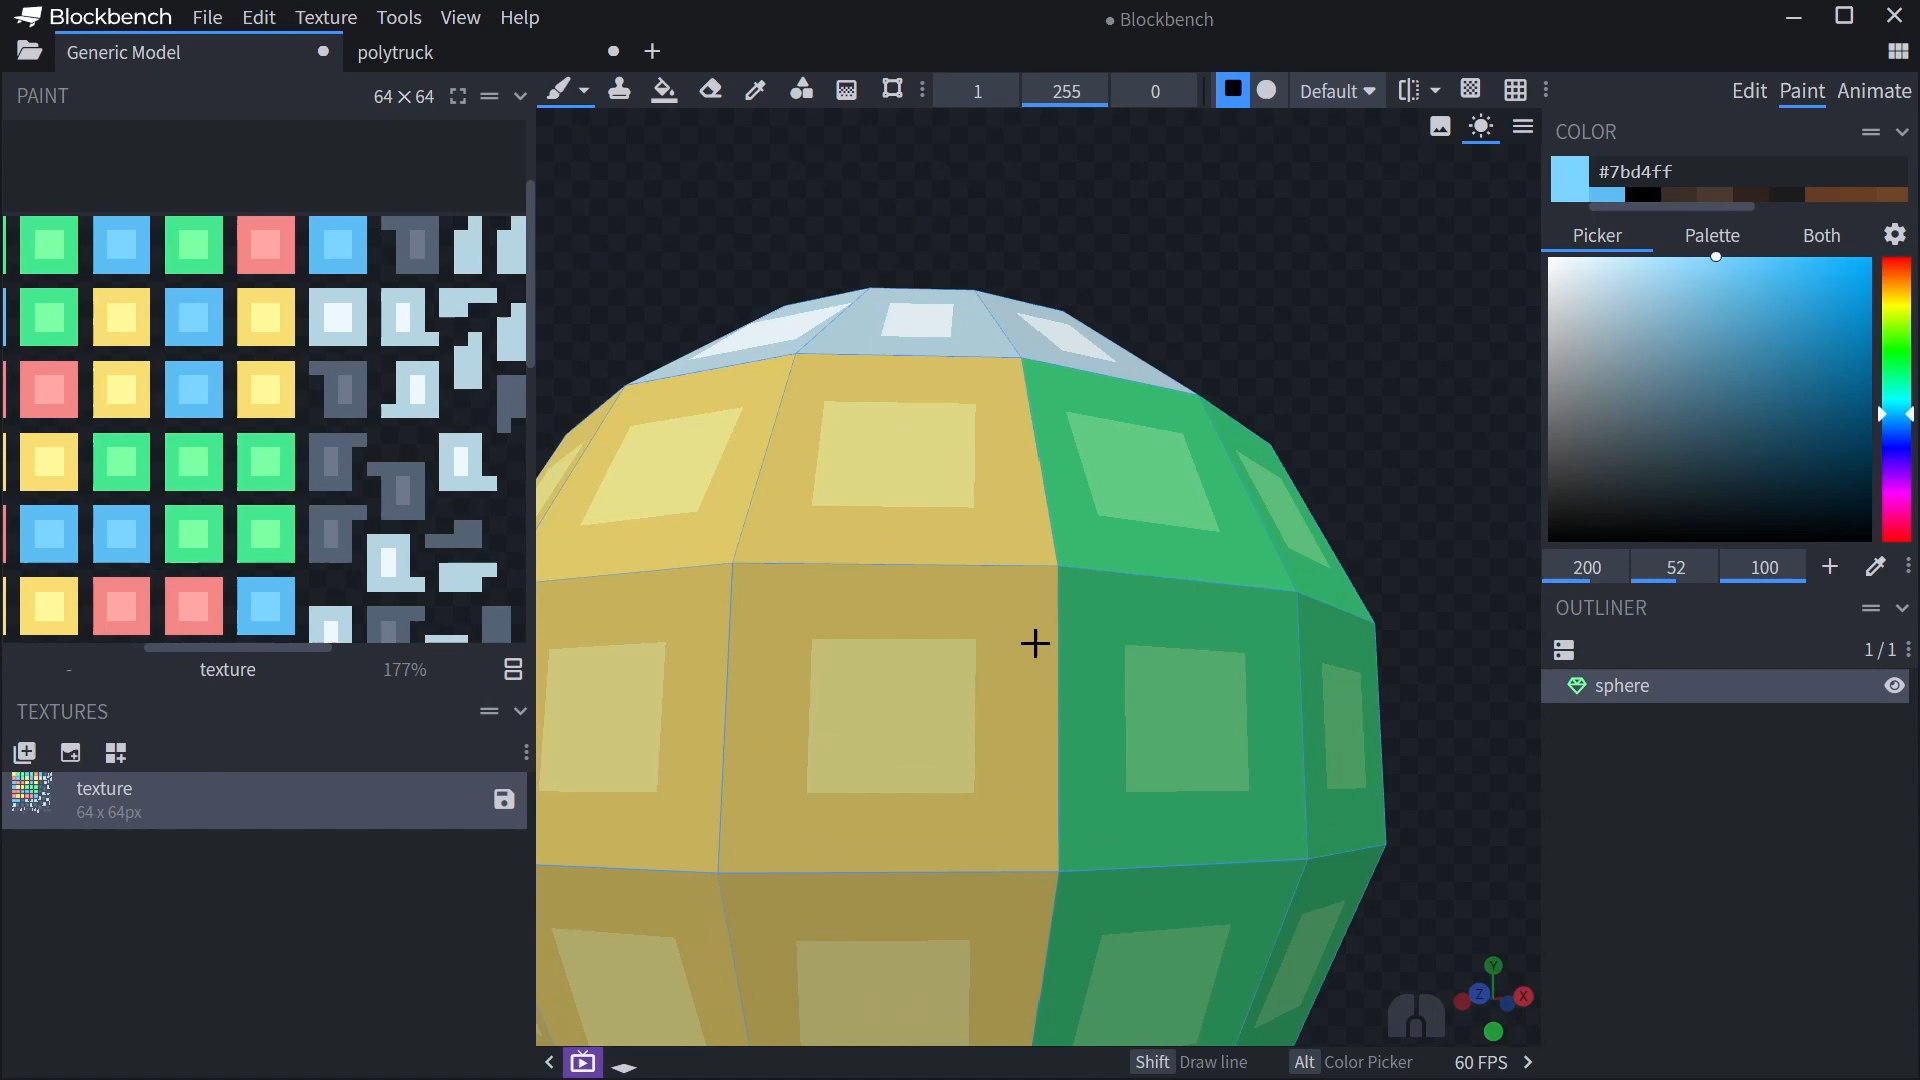 Blockbench File Edit Texture Tools View Help
Blockbench
Generic Model
polytruck
PAINT 64×64
1 255 0
Default
Edit Paint Animate
COLOR
#7bd4ff
Picker Palette Both
200 52 100
OUTLINER
1 / 1
sphere
- texture 177%
TEXTURES
texture
64 x 64px
Y
Z
X
Shift Draw line Alt Color Picker 60 FPS